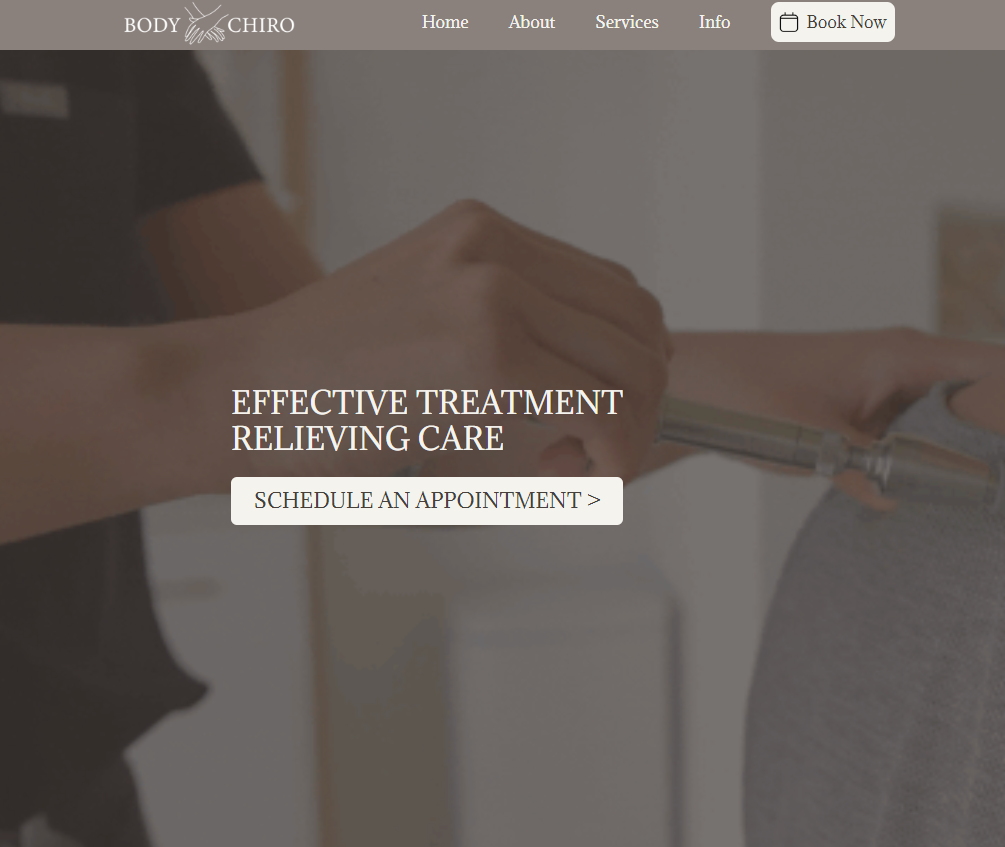 BODY CHIRO
Home About Services Info Book Now
EFFECTIVE TREATMENT
RELIEVING CARE
SCHEDULE AN APPOINTMENT >